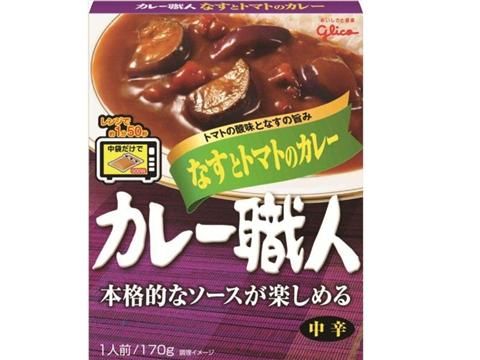 カレー職人 なすとトマトのカレー
おいしさと健康
glico
トマトの酸味となすの旨み
なすとトマトのカレー
レンジで
約1分50秒
中袋だけで
500W
カレー職人
本格的なソースが楽しめる
1人前/170g 調理イメージ
中辛